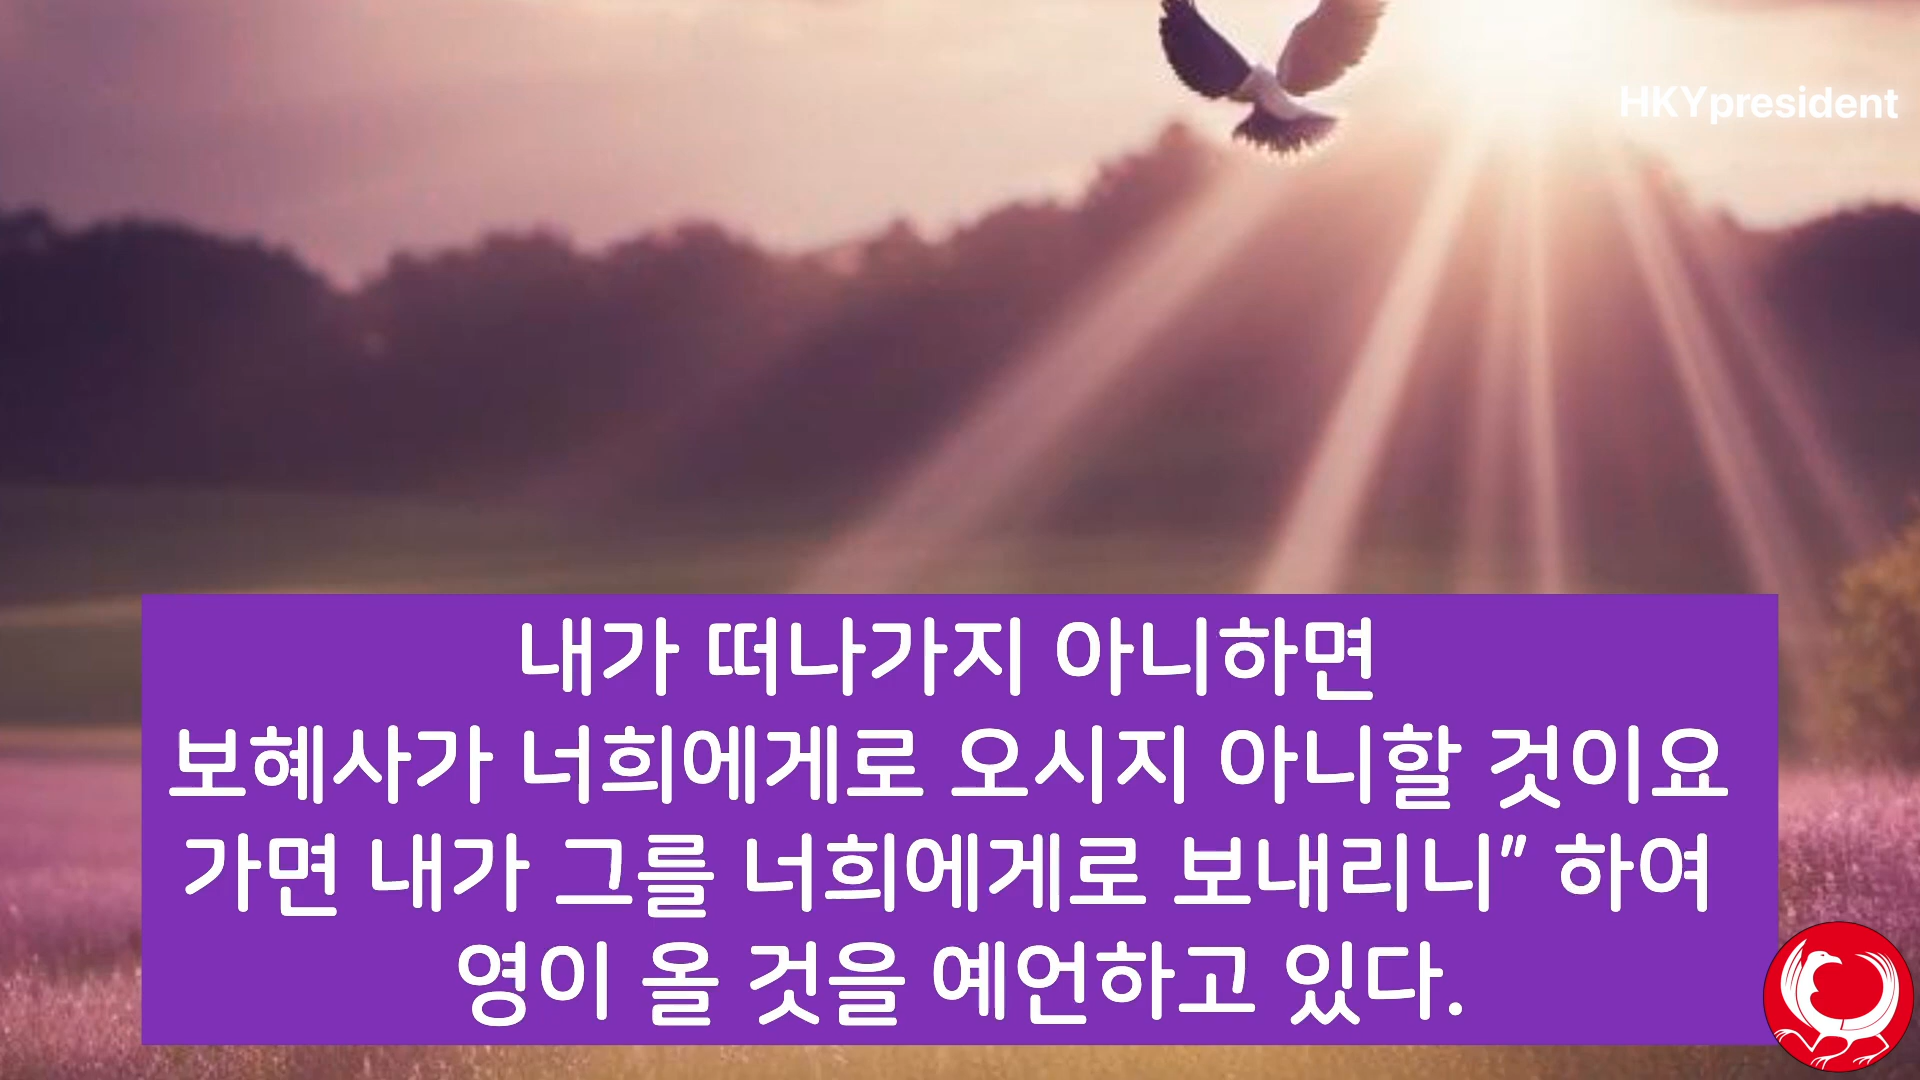 HKYpresident
내가 떠나가지 아니하면
보혜사가 너희에게로 오시지 아니할 것이요
가면 내가 그를 너희에게로 보내리니” 하여
영이 올 것을 예언하고 있다.